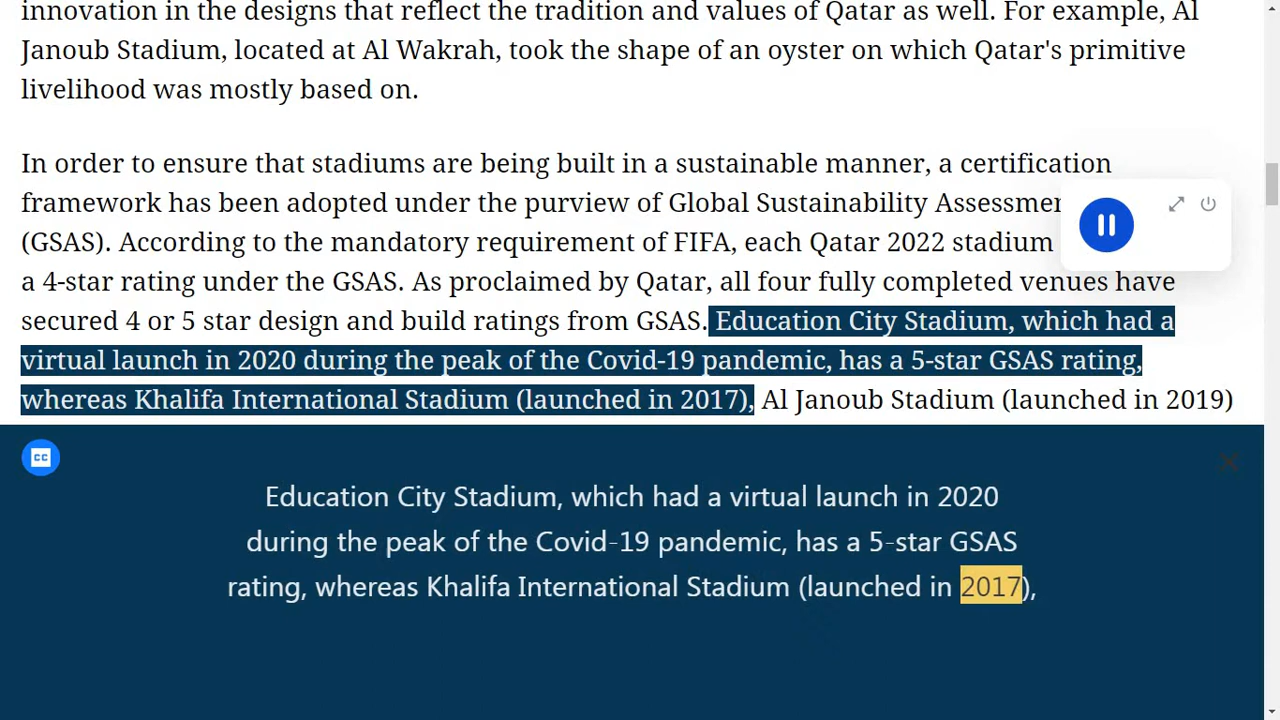 innovation in the designs that reflect the tradition and values of Qatar as well. For example, Al
Janoub Stadium, located at Al Wakrah, took the shape of an oyster on which Qatar's primitive
livelihood was mostly based on.
In order to ensure that stadiums are being built in a sustainable manner, a certification
framework has been adopted under the purview of Global Sustainability
(GSAS). According to the mandatory requirement of FIFA, each Qatar 2022 stadium
a 4-star rating under the GSAS. As proclaimed by Qatar, all four fully completed venues have
secured 4 or 5 star design and build ratings from GSAS. Education City Stadium, which had a
virtual launch in 2020 during the peak of the Covid-19 pandemic, has a 5-star GSAS rating,
whereas Khalifa International Stadium (launched in 2017), Al Janoub Stadium (launched in 2019)
CC
Education City Stadium, which had a virtual launch in 2020
during the peak of the Covid-19 pandemic, has a 5-star GSAS
rating, whereas Khalifa International Stadium (launched in 2017),